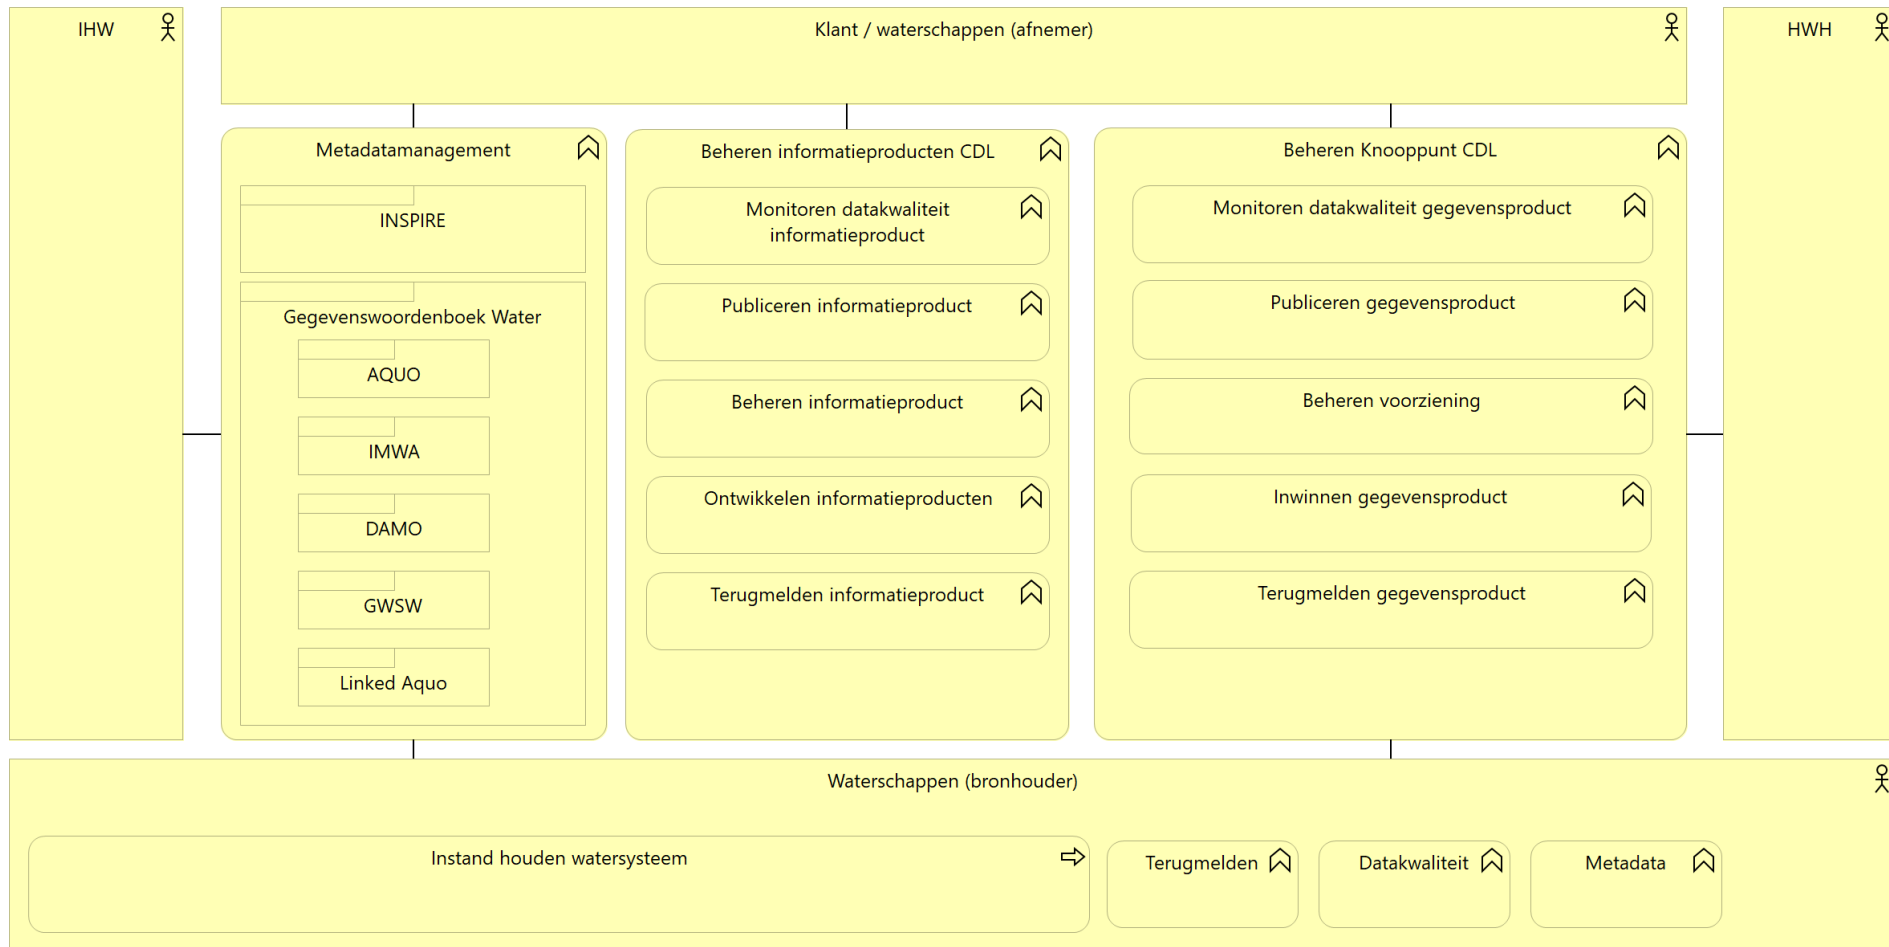 IHW
Klant / waterschappen (afnemer)
HWH
Metadatamanagement
INSPIRE
Gegevenswoordenboek Water
AQUO
IMWA
DAMO
GWSW
Linked Aquo
Beheren informatieproducten CDL
Monitoren datakwaliteit
informatieproduct
Publiceren informatieproduct
Beheren informatieproduct
Ontwikkelen informatieproducten
Terugmelden informatieproduct
Beheren Knooppunt CDL
Monitoren datakwaliteit gegevensproduct
Publiceren gegevensproduct
Beheren voorziening
Inwinnen gegevensproduct
Terugmelden gegevensproduct
Waterschappen (bronhouder)
Instand houden watersysteem
Terugmelden
Datakwaliteit
Metadata